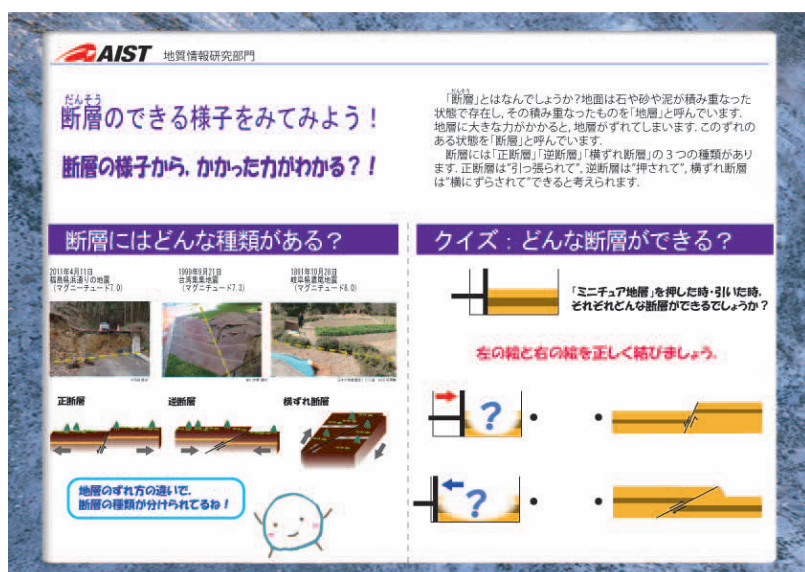 AIST 地質情報研究部門
だんそう
断層のできる様子をみてみよう！
断層の様子から，かかった力がわかる？！
だんそう
「断層」とはなんでしょうか？地面は石や砂や泥が積み重なった
状態で存在し，その積み重なったものを「地層」と呼んでいます．
地層に大きな力がかかると，地層がずれてしまいます．このずれの
ある状態を「断層」と呼んでいます．
断層には「正断層」「逆断層」「横ずれ断層」の３つの種類があり
ます．正断層は"引っ張られて"，逆断層は"押されて"，横ずれ断層
は"横にずらされて"できると考えられます．
断層にはどんな種類がある？
2011年4月11日
福島県浜通りの地震
（マグニチュード7.0）
1999年9月21日
台湾集集地震
（マグニチュード7.3）
1891年10月28日
岐阜県濃尾地震
（マグニチュード8.0）
正断層
逆断層
横ずれ断層
地層のずれ方の違いで，
断層の種類が分けられてるね！
クイズ：どんな断層ができる？
「ミニチュア地層」を押した時・引いた時，
それぞれどんな断層ができるでしょうか？
左の絵と右の絵を正しく結びましょう．
?
?